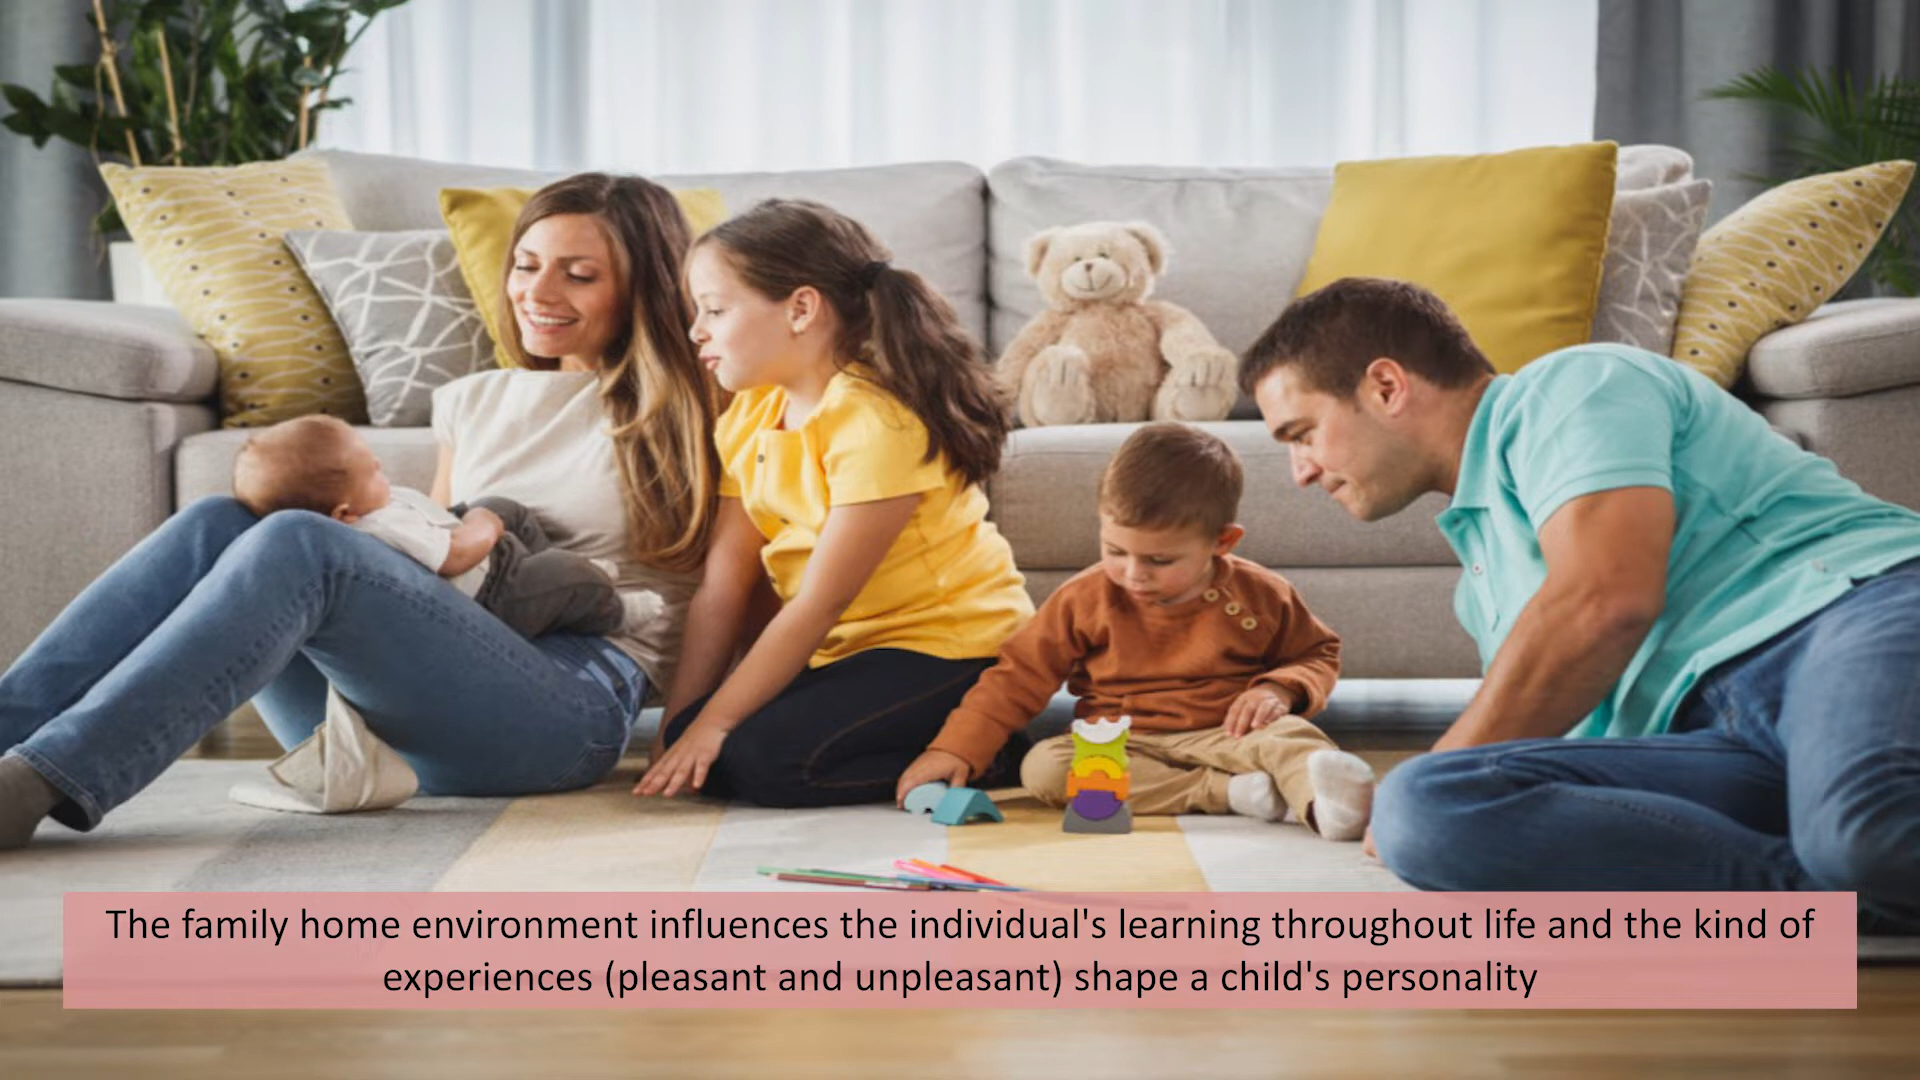 The family home environment influences the individual's learning throughout life and the kind of
experiences (pleasant and unpleasant) shape a child's personality